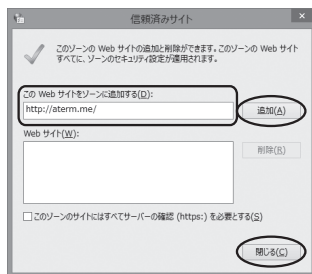 信頼済みサイト
このゾーンの Web サイトの追加と削除ができます。このゾーンの Web サイト
すべてに、ゾーンのセキュリティ設定が適用されます。
この Web サイトをゾーンに追加する(D):
http://aterm.me/
追加(A)
Web サイト(W):
削除(R)
このゾーンのサイトにはすべてサーバーの確認 (https:) を必要とする(S)
閉じる(C)